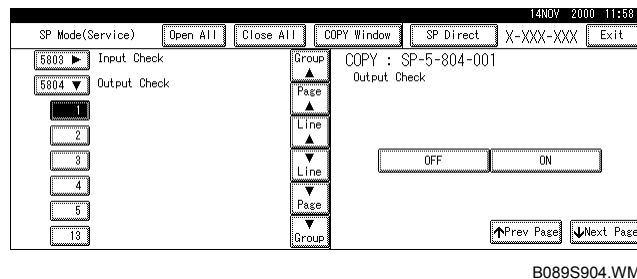 14NOV 2000 11:58
SP Mode(Service) Open All Close All COPY Window SP Direct X-XXX-XXX Exit
5803 ► Input Check
5804 ▼ Output Check
1
2
3
4
5
13
Group
▲
Page
▲
Line
▲
▼
Line
▼
Page
▼
Group
COPY : SP-5-804-001
Output Check
OFF ON
↑Prev Page ↓Next Page
B089S904.WM